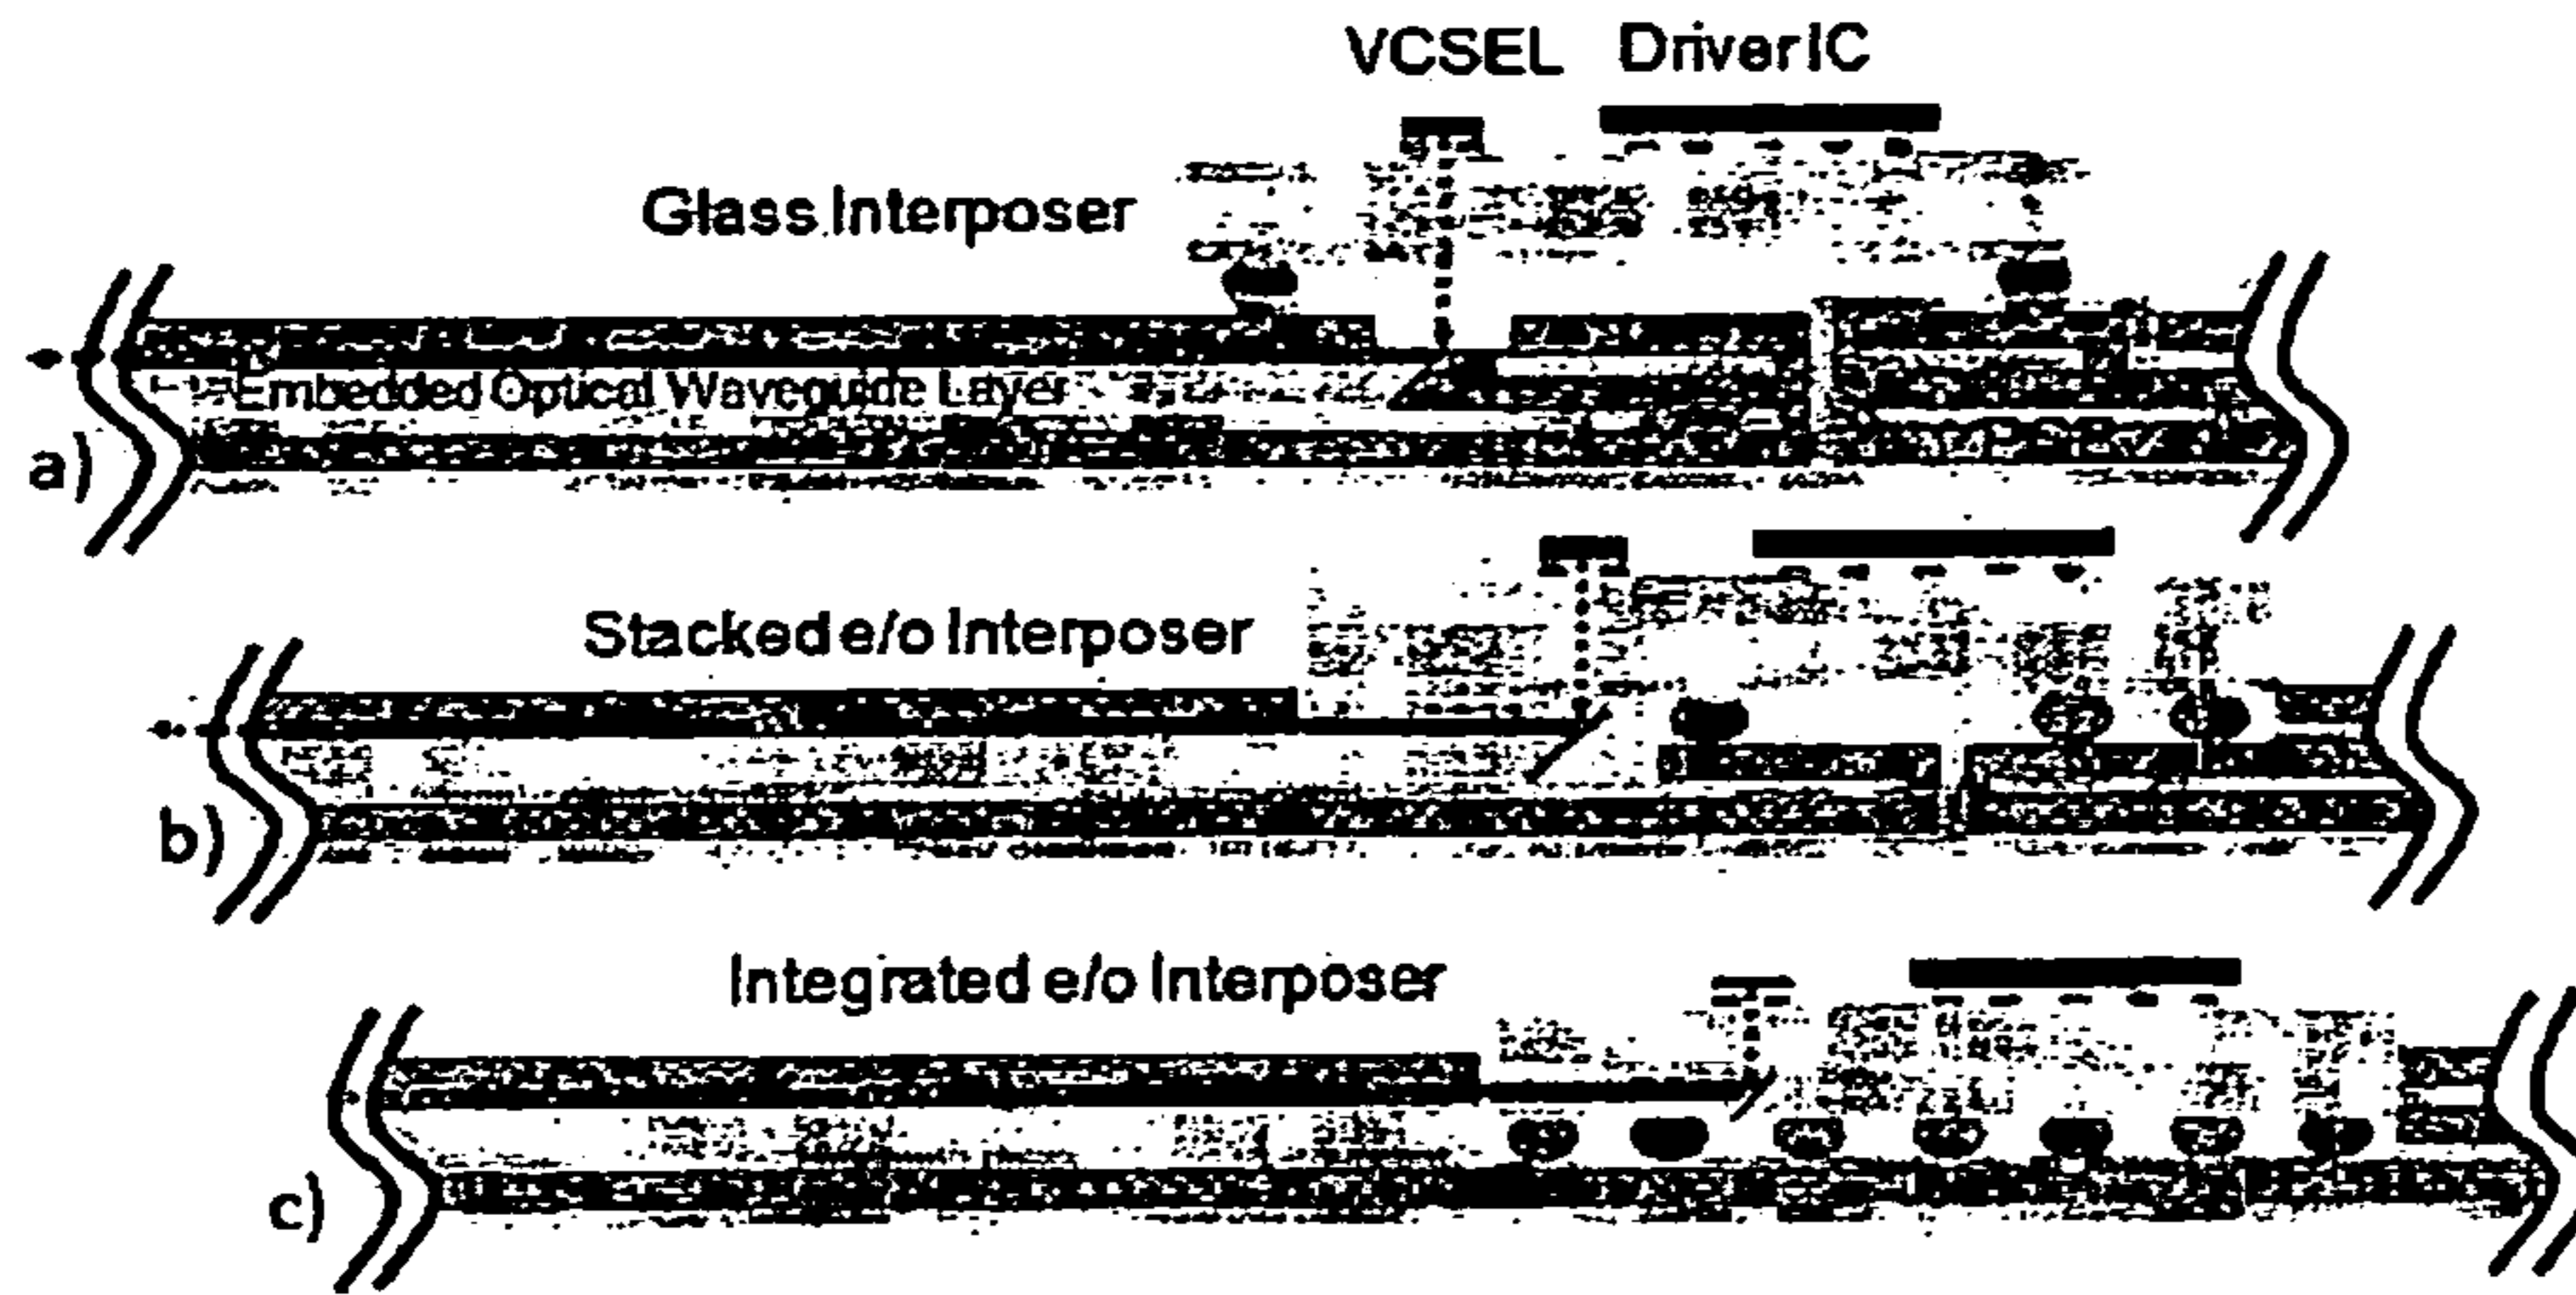 VCSEL Driver IC
Glass Interposer
Embedded Optical Waveguide Layer
a)
Stacked e/o Interposer
b)
Integrated e/o Interposer
c)